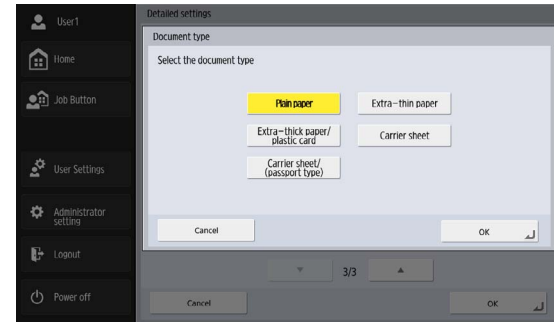 User1
Home
Job Button
User Settings
Administrator
setting
Logout
Power off
Detailed settings
Document type
Select the document type
Plain paper
Extra-thin paper
Extra-thick paper/
plastic card
Carrier sheet
Carrier sheet/
(passport type)
Cancel
OK
3/3
Cancel
OK